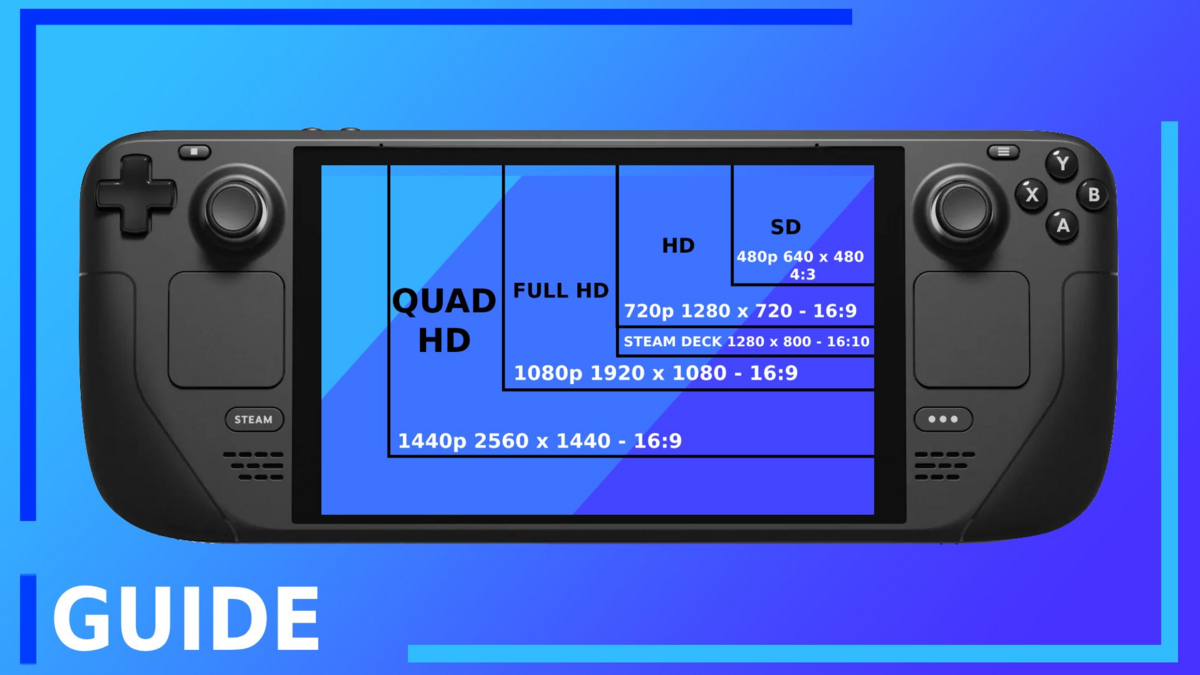 Y
X
B
A
SD
480p 640 x 480
4:3
HD
720p 1280 x 720 - 16:9
STEAM DECK 1280 x 800 - 16:10
FULL HD
1080p 1920 x 1080 - 16:9
QUAD
HD
1440p 2560 x 1440 - 16:9
STEAM
GUIDE